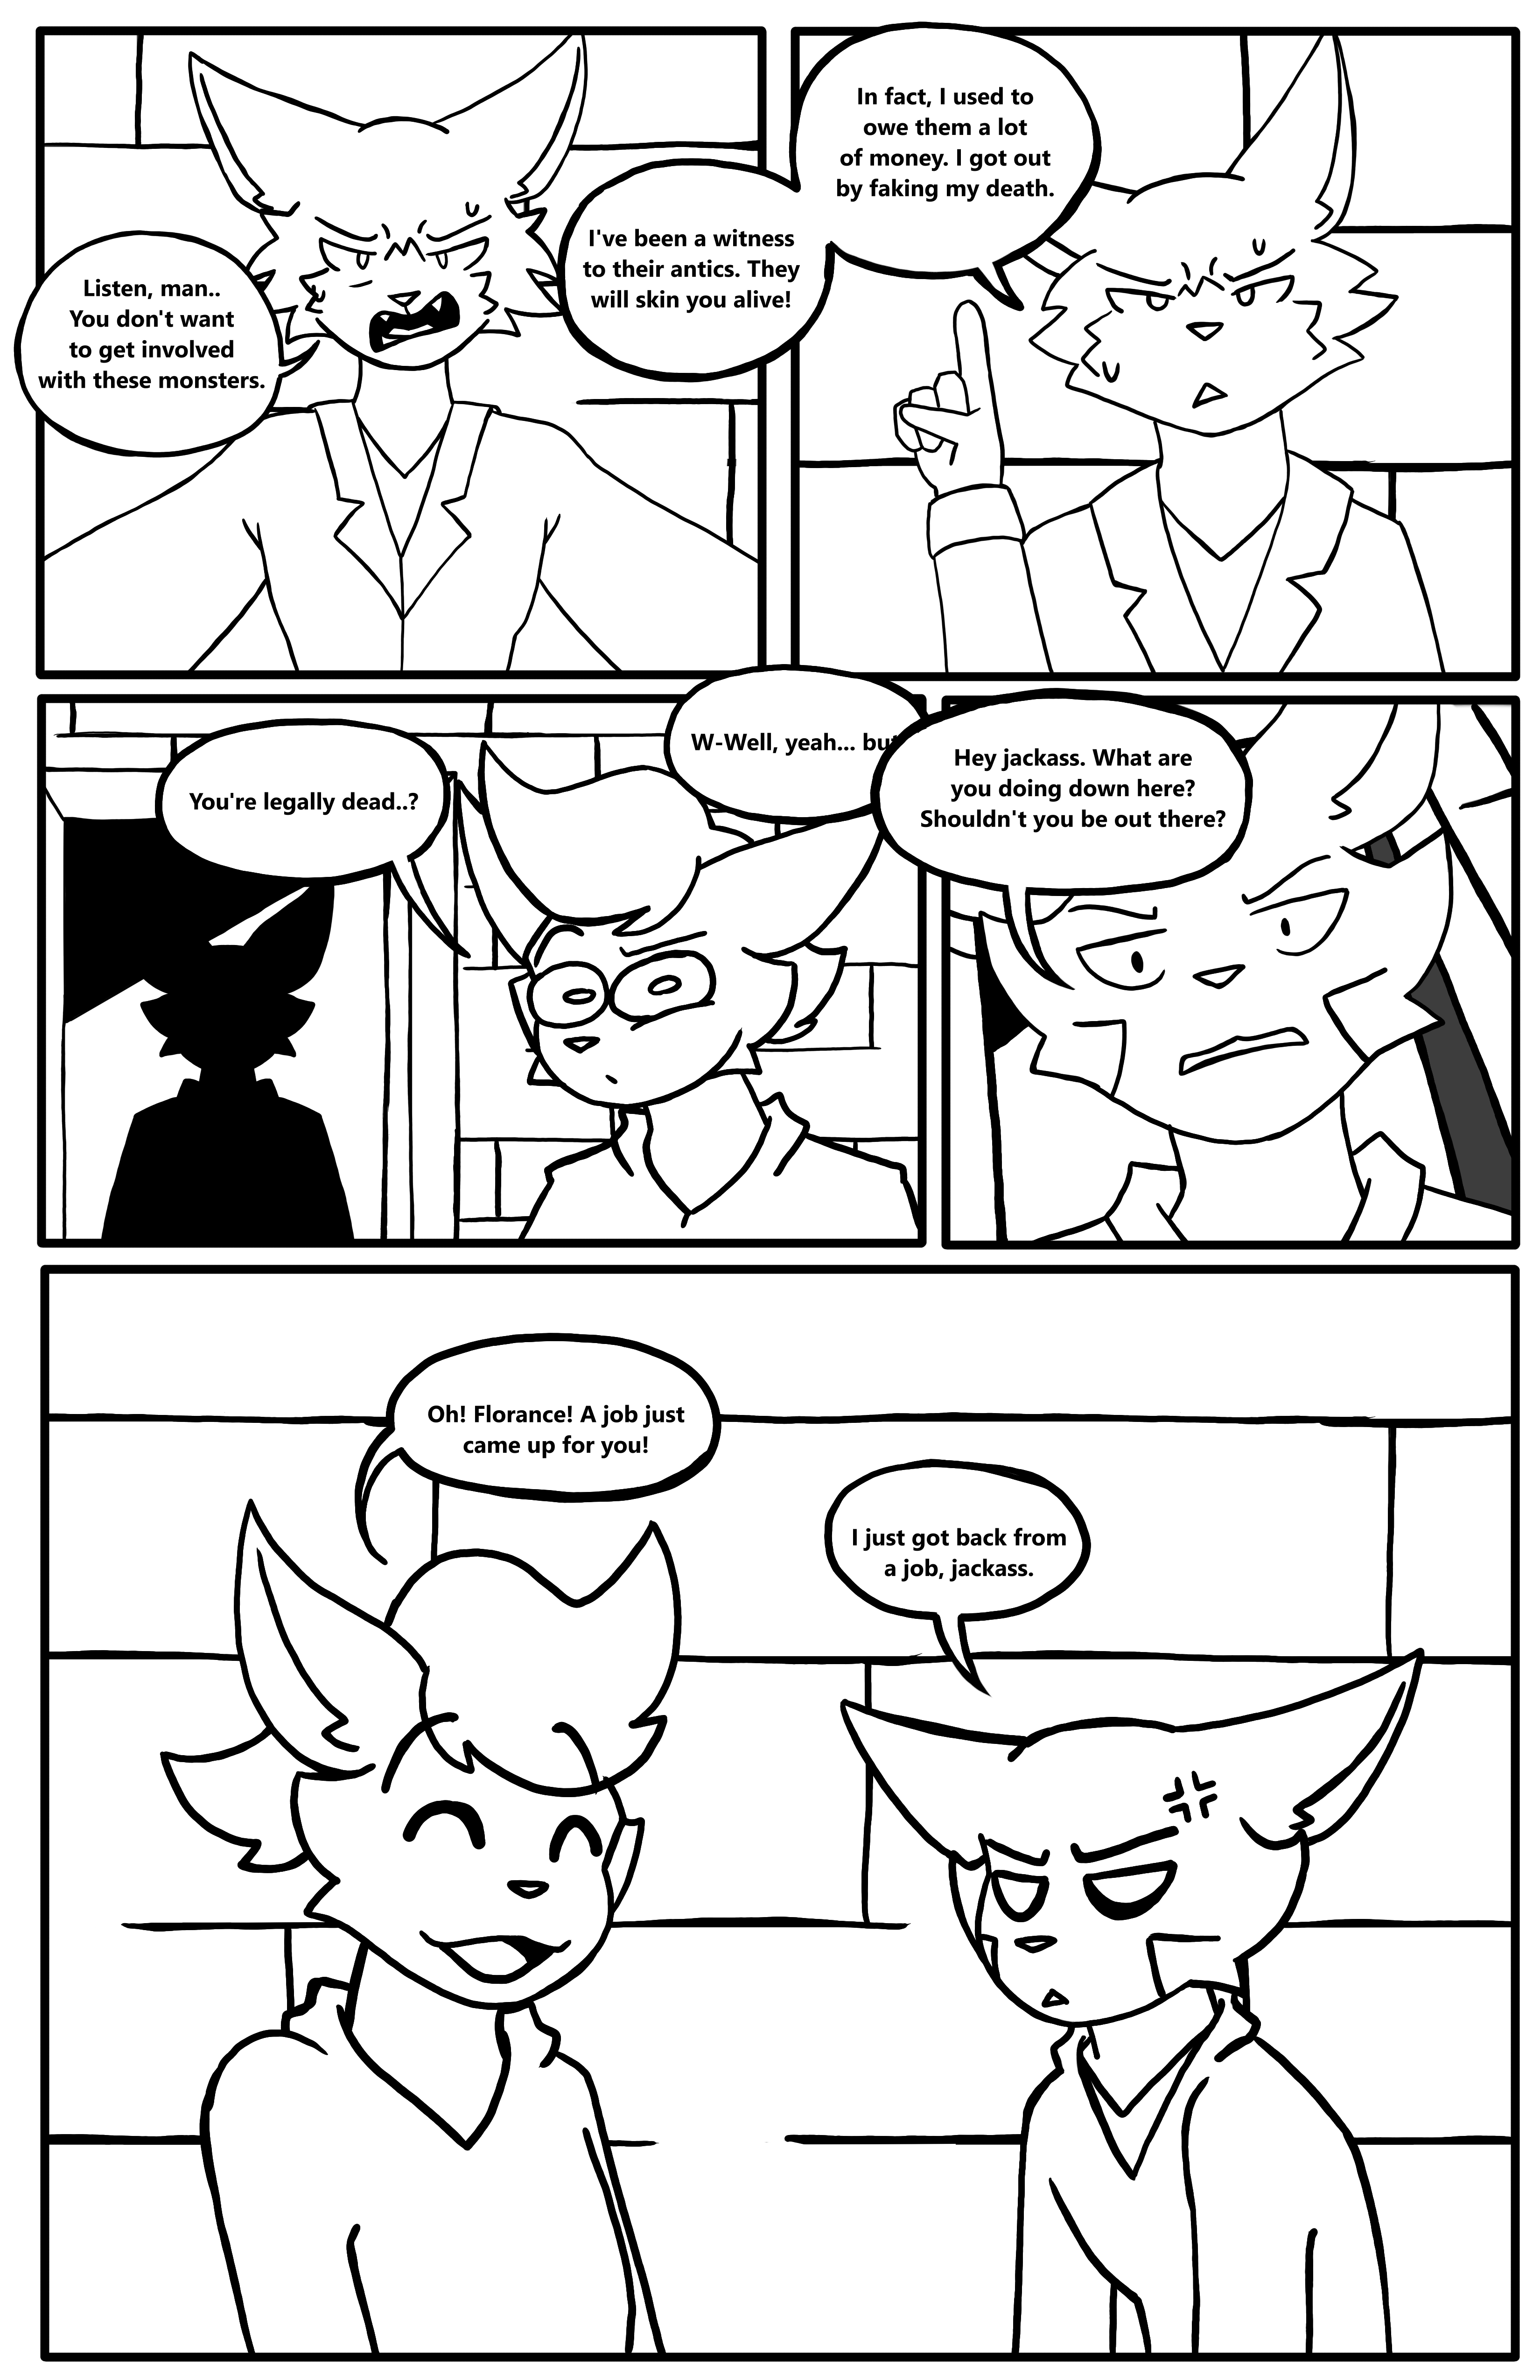 Listen, man..
You don't want
to get involved
with these monsters.
I've been a witness
to their antics. They
will skin you alive!
In fact, I used to
owe them a lot
of money. I got out
by faking my death.
You're legally dead..?
W-Well, yeah... but
Hey jackass. What are
you doing down here?
Shouldn't you be out there?
Oh! Florance! A job just
came up for you!
I just got back from
a job, jackass.